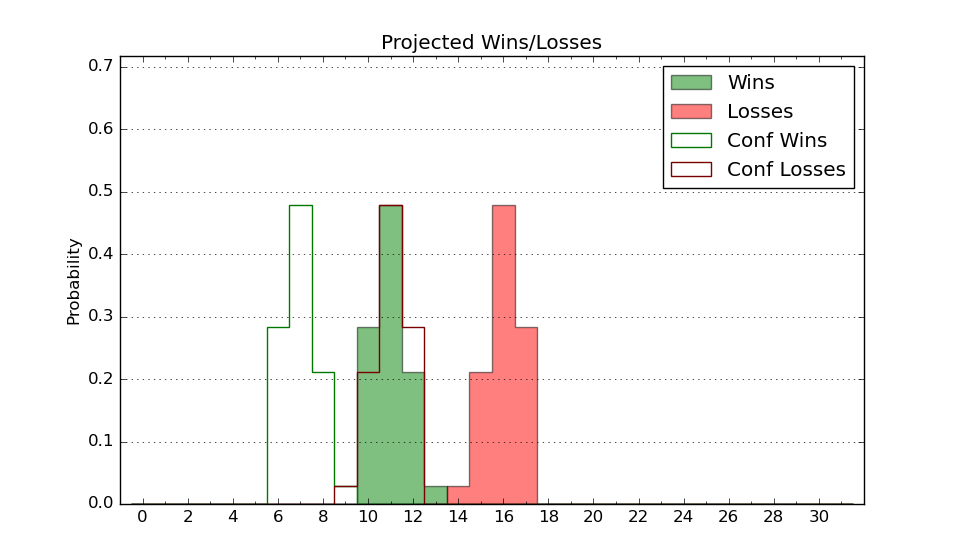 Projected Wins/Losses
0.7
0.6
0.5
0.4
0.3
0.2
0.1
0.0
Probability
Wins
Losses
Conf Wins
Conf Losses
0 2 4 6 8 10 12 14 16 18 20 22 24 26 28 30